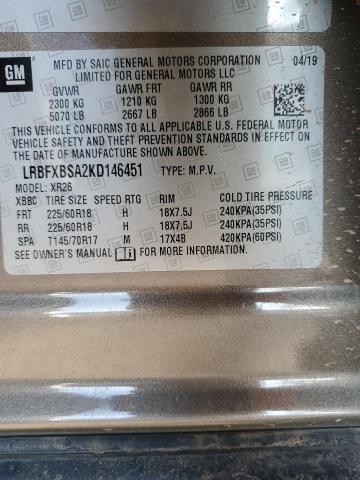 GM
MFD BY SAIC GENERAL MOTORS CORPORATION 04/19
LIMITED FOR GENERAL MOTORS LLC
GVWR GAWR FRT GAWR RR
2300 KG 1210 KG 1300 KG
5070 LB 2667 LB 2866 LB
THIS VEHICLE CONFORMS TO ALL APPLICABLE U.S. FEDERAL MOTOR
VEHICLE SAFETY BUMPER AND THEFT PREVENTION STANDARDS IN
EFFECT ON THE DATE OF MANUFACTURE SHOWN ABOVE.
LRBFXBSA2KD146451 TYPE: M.P.V.
MODEL: XR26
XBBC TIRE SIZE SPEED RTG RIM COLD TIRE PRESSURE
FRT 225/60R18 H 18X7.5J 240KPA(35PSI)
RR 225/60R18 H 18X7.5J 240KPA(35PSI)
SPA T145/70R17 M 17X4B 420KPA(60PSI)
SEE OWNER'S MANUAL FOR ADDITIONAL INFORMATION